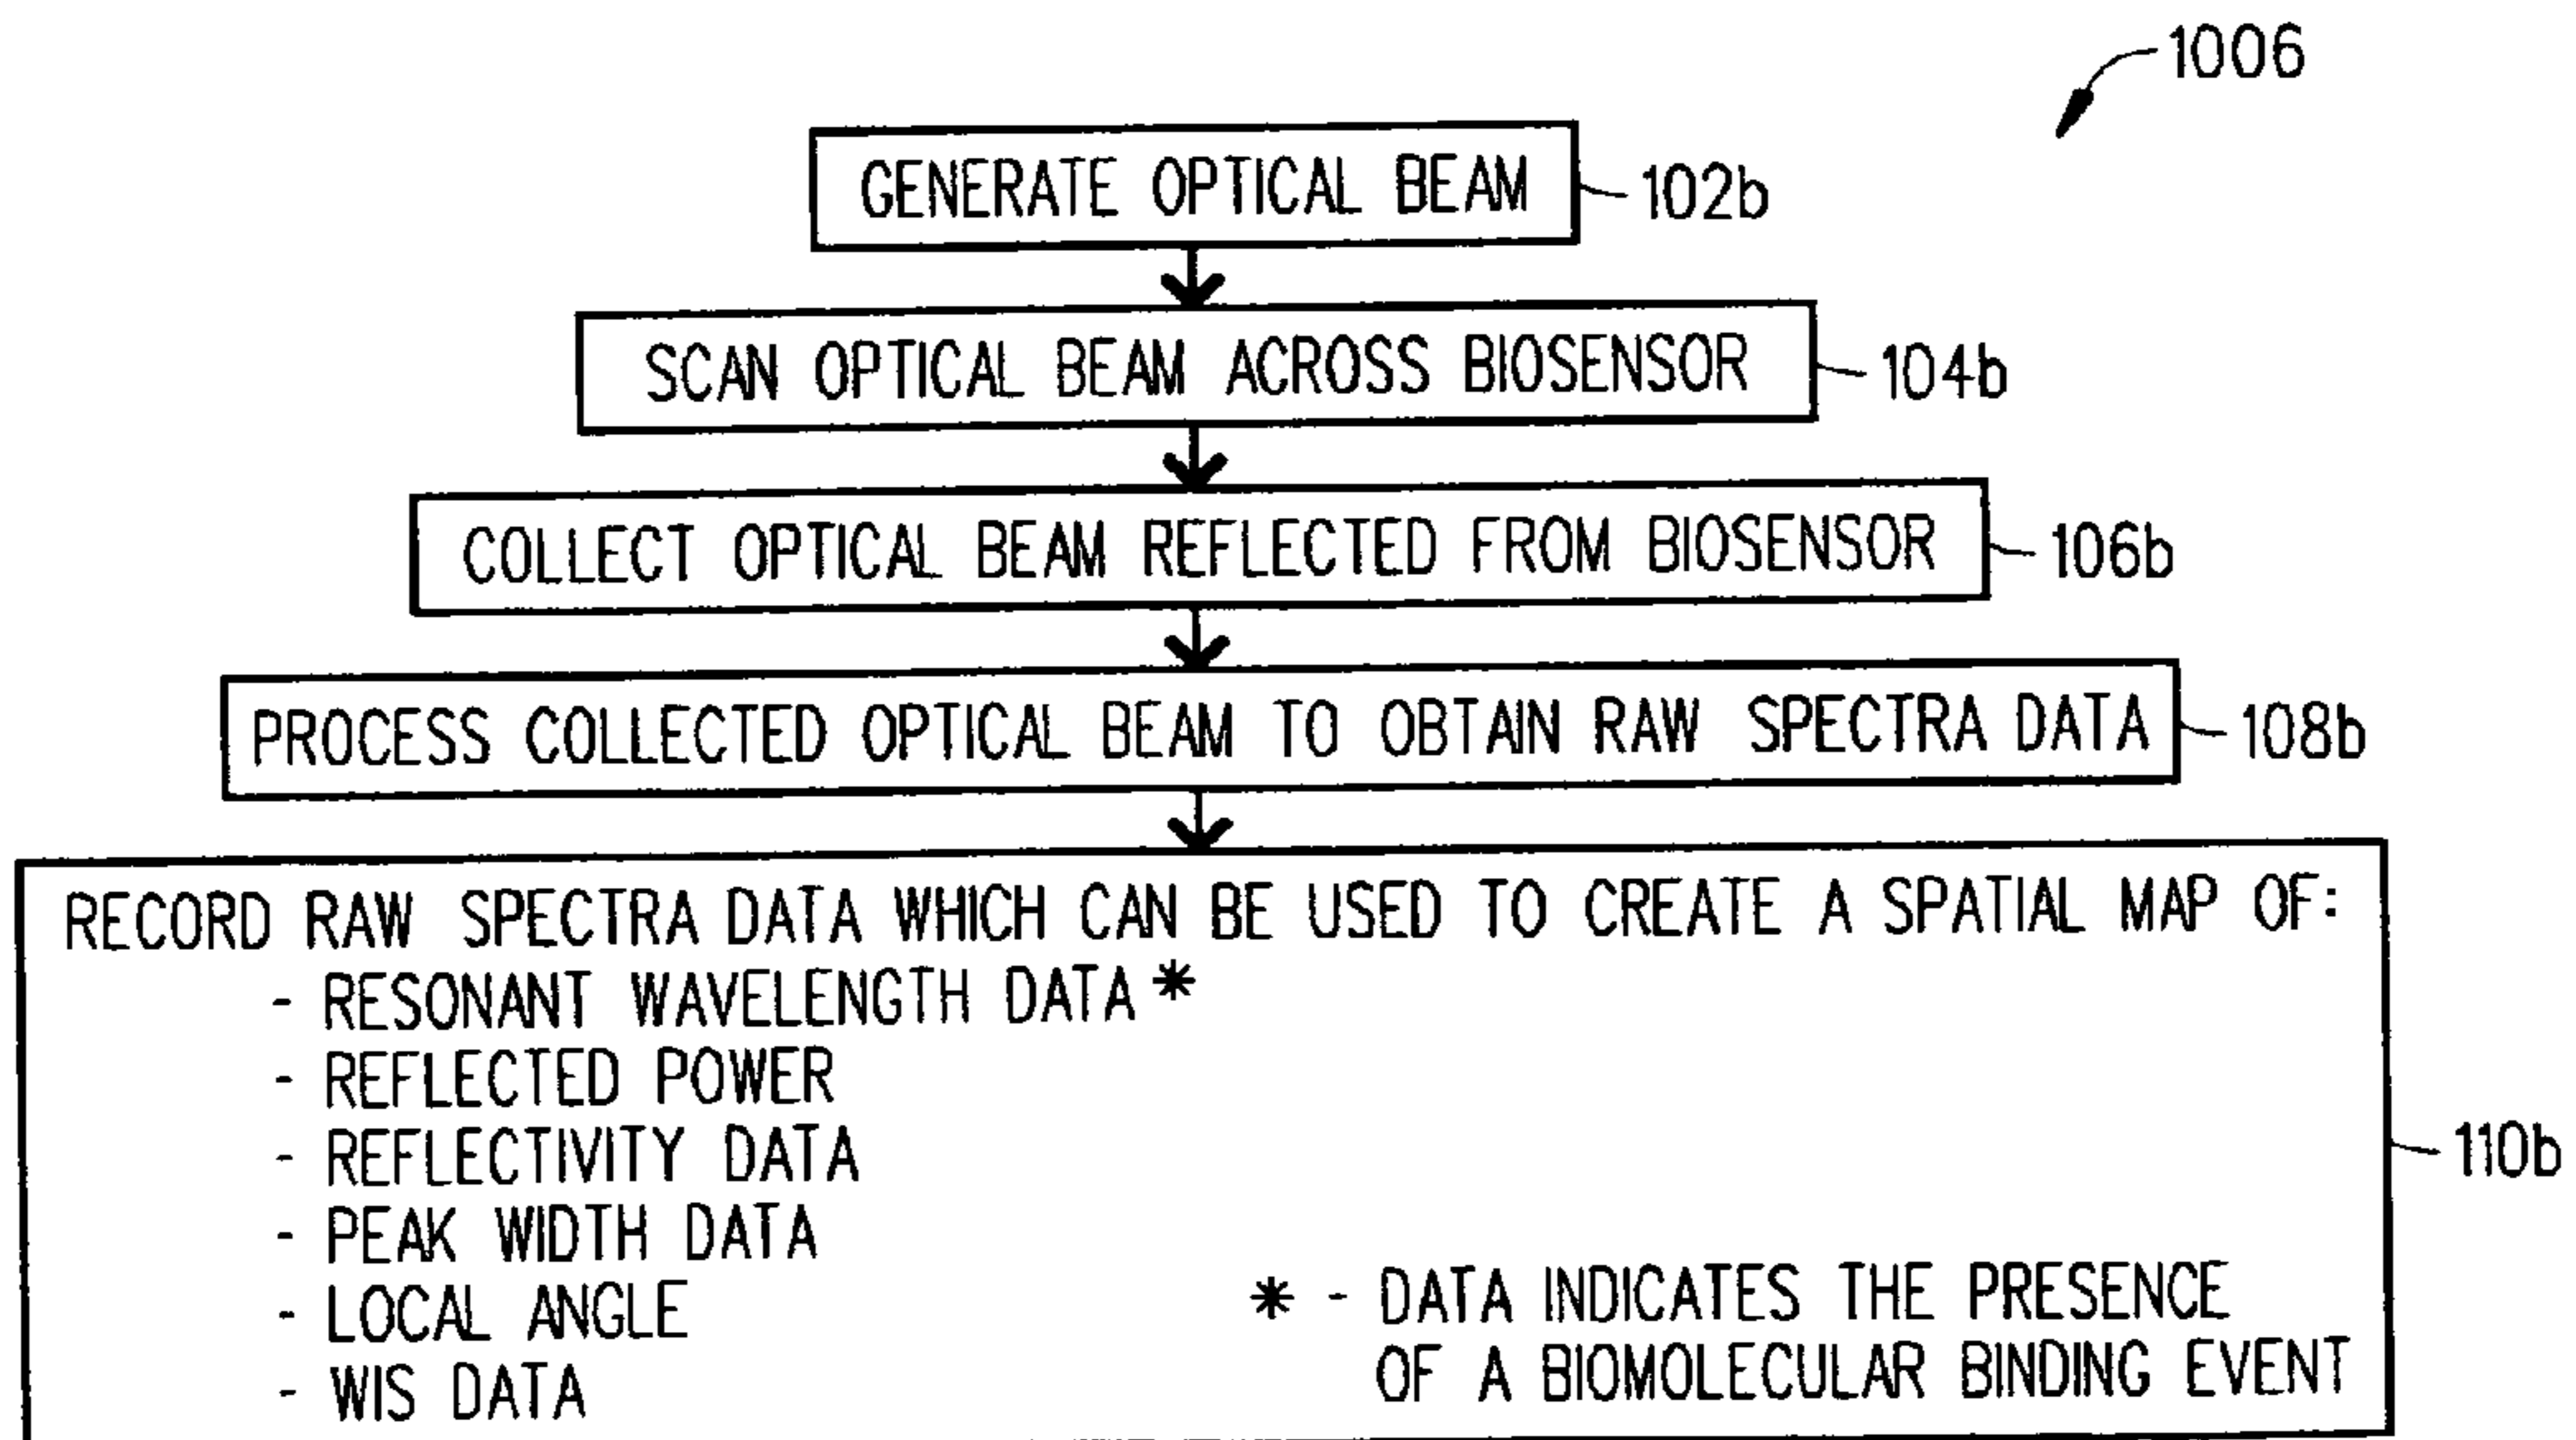 1006
GENERATE OPTICAL BEAM
102b
SCAN OPTICAL BEAM ACROSS BIOSENSOR
104b
COLLECT OPTICAL BEAM REFLECTED FROM BIOSENSOR
106b
PROCESS COLLECTED OPTICAL BEAM TO OBTAIN RAW SPECTRA DATA
108b
RECORD RAW SPECTRA DATA WHICH CAN BE USED TO CREATE A SPATIAL MAP OF:
- RESONANT WAVELENGTH DATA *
- REFLECTED POWER
- REFLECTIVITY DATA
- PEAK WIDTH DATA
- LOCAL ANGLE
- WIS DATA
* - DATA INDICATES THE PRESENCE
OF A BIOMOLECULAR BINDING EVENT
110b